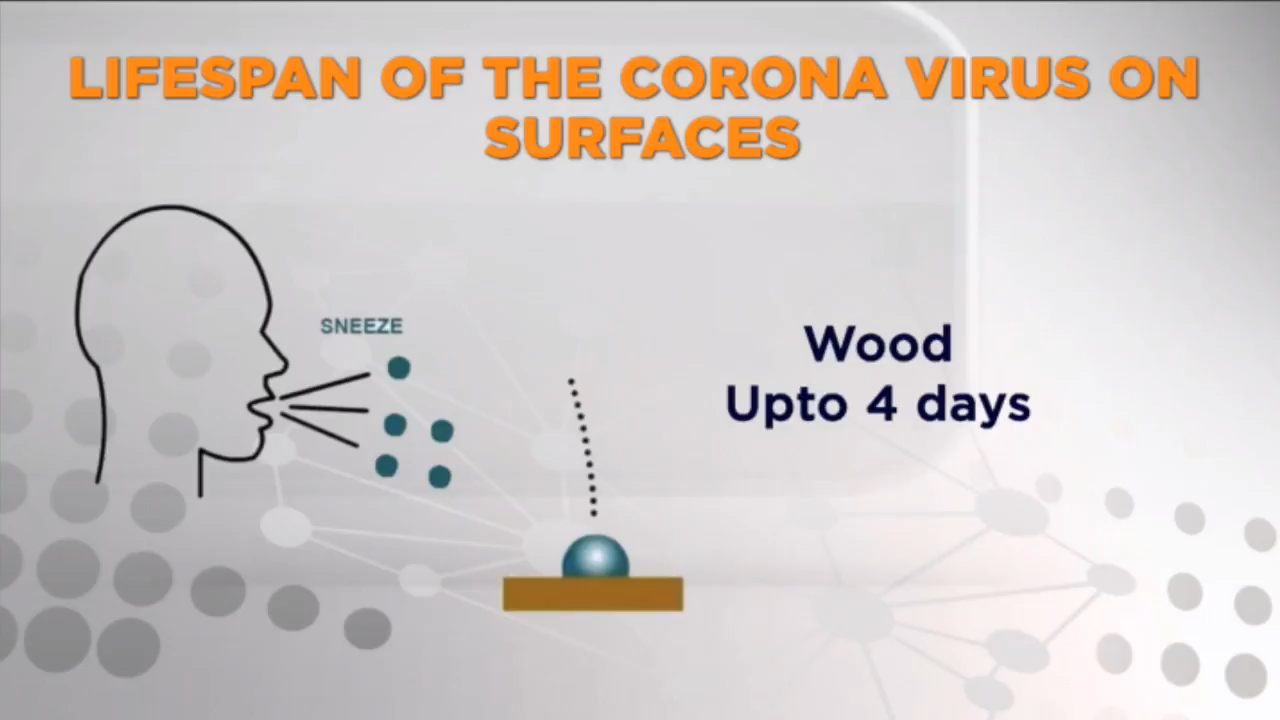 LIFESPAN OF THE CORONA VIRUS ON
SURFACES
SNEEZE
Wood
Upto 4 days